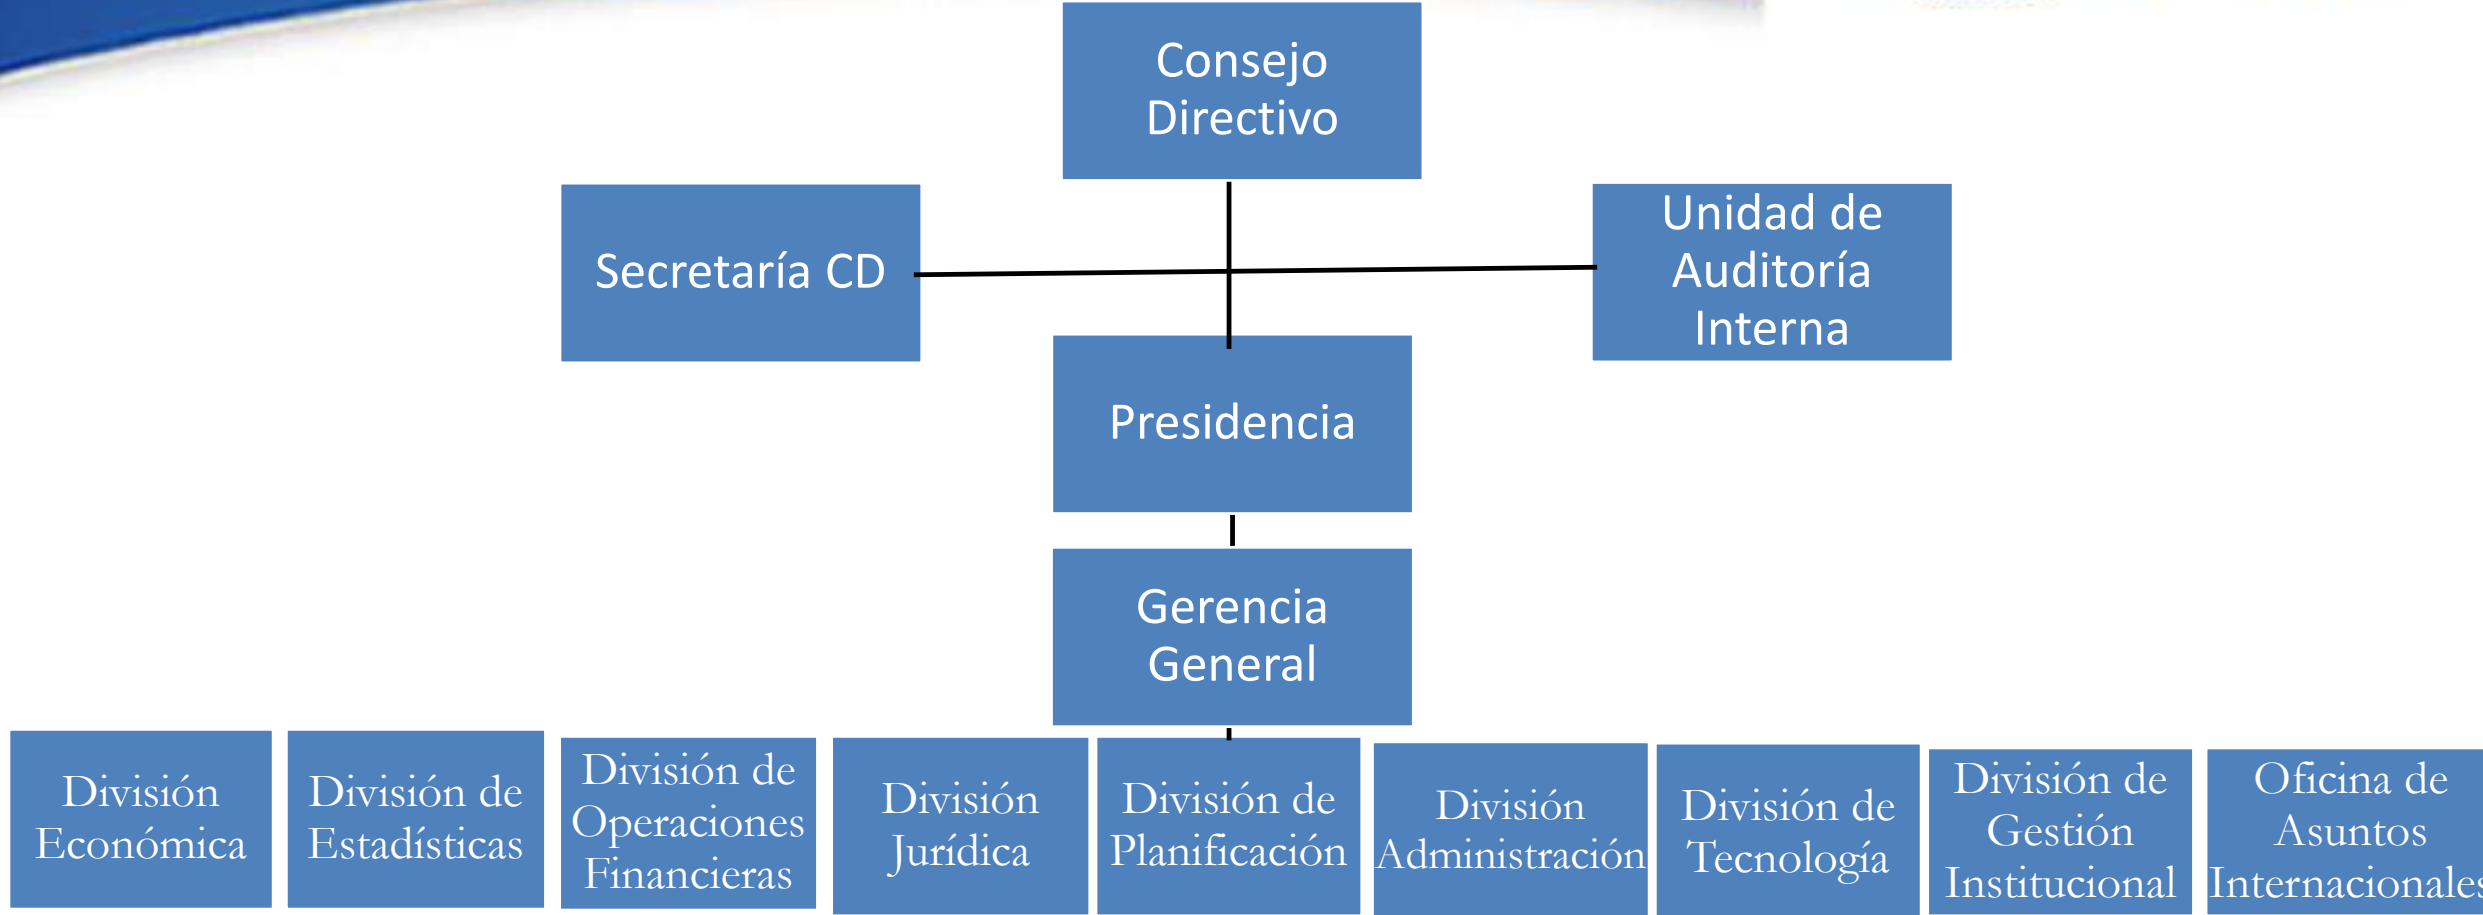 Consejo
Directivo
Secretaría CD
Unidad de
Auditoría
Interna
Presidencia
Gerencia
General
División
Económica
División de
Estadísticas
División de
Operaciones
Financieras
División
Jurídica
División de
Planificación
División
Administración
División de
Tecnología
División de
Gestión
Institucional
Oficina de
Asuntos
Internacionales